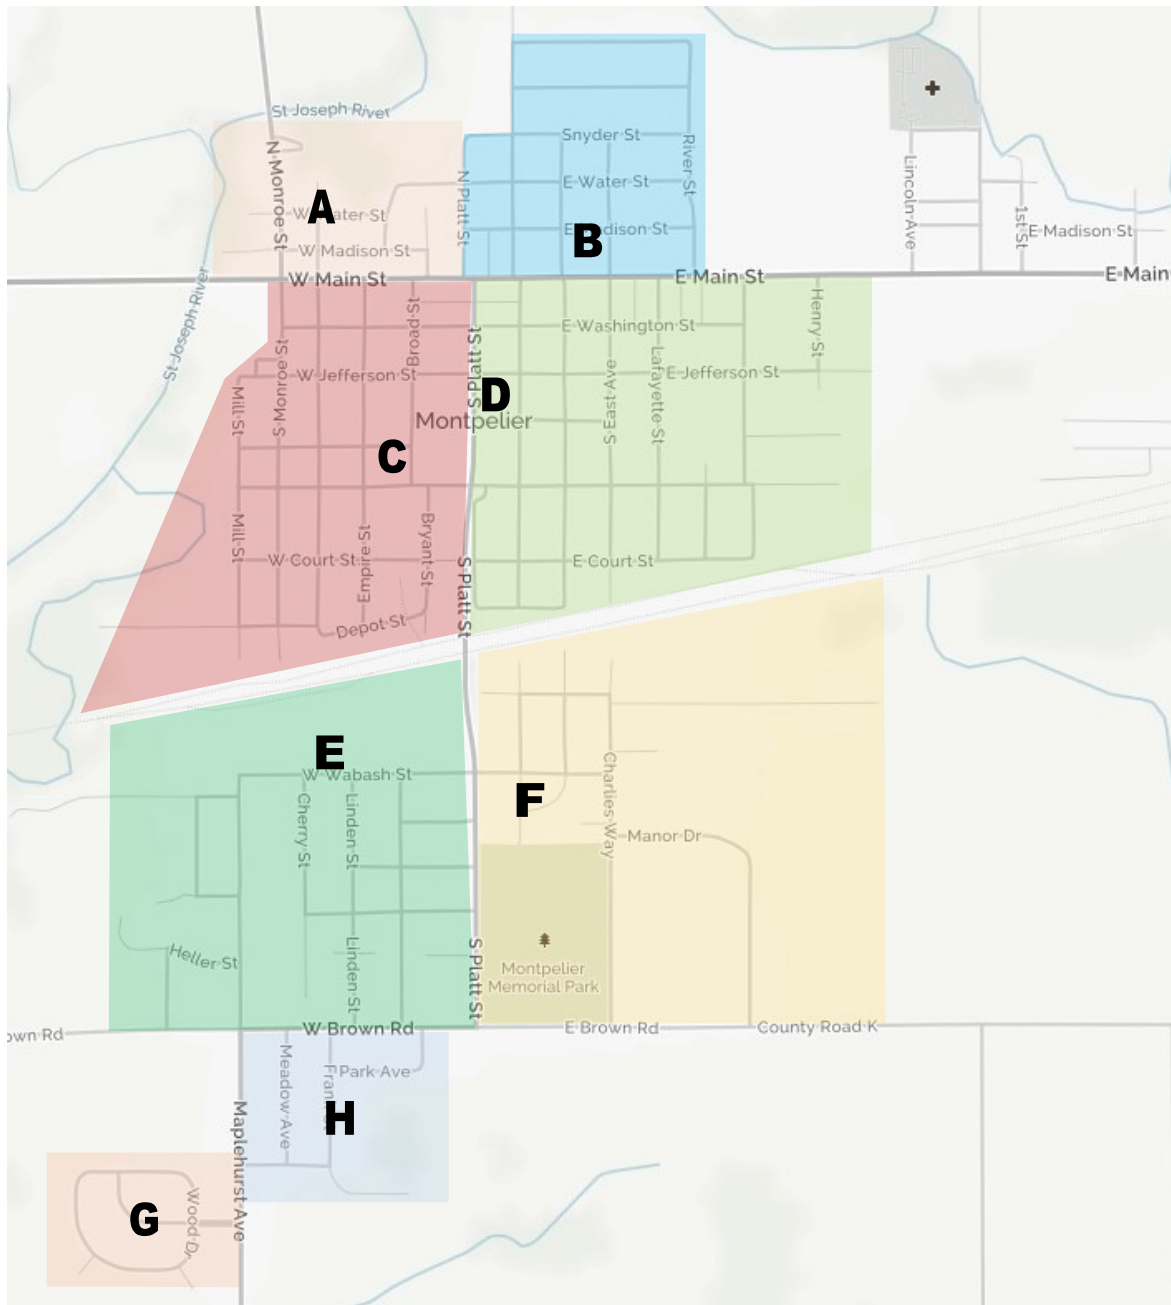 St Joseph River
Snyder St
N Monroe St
River St
E Water St
N Platt St
Lincoln Ave
A
W Water St
1st St
B
E Madison St
E Madison St
W Madison St
W Main St
E Main St
E Main
St Joseph River
Broad St
Henry St
E Washington St
S Platt St
S Monroe St
W Jefferson St
Lafayette St
E Jefferson St
Mill St
D
S East Ave
Montpelier
C
Mill St
Bryant St
Empire St
W Court St
E Court St
S Platt St
Depot St
E
W Wabash St
F
Charlies Way
Cherry St
Linden St
Manor Dr
Heller St
Linden St
S Platt St
Montpelier
Memorial Park
W Brown Rd
E Brown Rd
County Road K
own Rd
Meadow Ave
Park Ave
H
Maplehurst Ave
G
Wood Dr